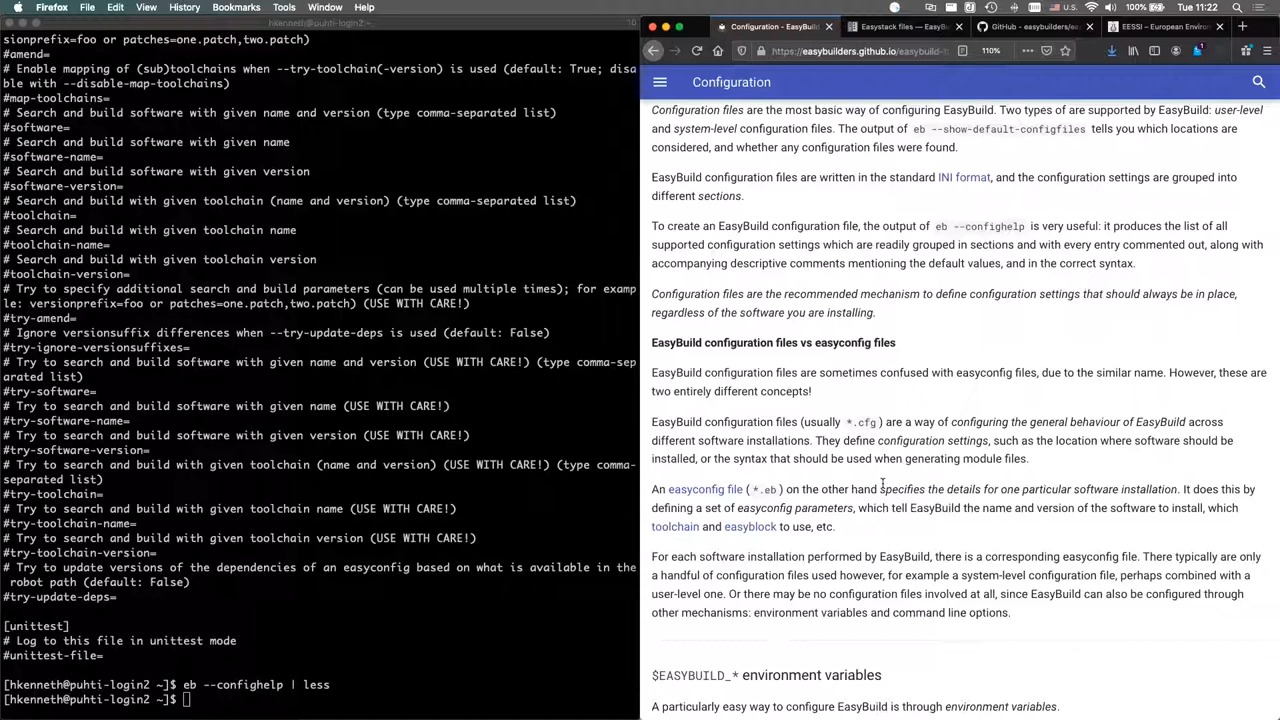 Firefox File Edit View History Bookmarks Tools Window Help
U.S. 100% Tue 11:22
hkenneth@puhti-login2:~
sionprefix=foo or patches=one.patch,two.patch)
#amend=
# Enable mapping of (sub)toolchains when --try-toolchain(-version) is used (default: True; disa
ble with --disable-map-toolchains)
#map-toolchains=
# Search and build software with given name and version (type comma-separated list)
#software=
# Search and build software with given name
#software-name=
# Search and build software with given version
#software-version=
# Search and build with given toolchain (name and version) (type comma-separated list)
#toolchain=
# Search and build with given toolchain name
#toolchain-name=
# Search and build with given toolchain version
#toolchain-version=
# Try to specify additional search and build parameters (can be used multiple times); for examp
le: versionprefix=foo or patches=one.patch,two.patch) (USE WITH CARE!)
#try-amend=
# Ignore versionsuffix differences when --try-update-deps is used (default: False)
#try-ignore-versionsuffixes=
# Try to search and build software with given name and version (USE WITH CARE!) (type comma-sep
arated list)
#try-software=
# Try to search and build software with given name (USE WITH CARE!)
#try-software-name=
# Try to search and build software with given version (USE WITH CARE!)
#try-software-version=
# Try to search and build with given toolchain (name and version) (USE WITH CARE!) (type comma-
separated list)
#try-toolchain=
# Try to search and build with given toolchain name (USE WITH CARE!)
#try-toolchain-name=
# Try to search and build with given toolchain version (USE WITH CARE!)
#try-toolchain-version=
# Try to update versions of the dependencies of an easyconfig based on what is available in the
robot path (default: False)
#try-update-deps=
[unittest]
# Log to this file in unittest mode
#unittest-file=
[hkenneth@puhti-login2 ~]$ eb --confighelp | less
[hkenneth@puhti-login2 ~]$
Configuration - EasyBuild
Easystack files — EasyBu
GitHub - easybuilders/ea
EESSI – European Environ
https://easybuilders.github.io/easybuild-t
110%
Configuration
Configuration files are the most basic way of configuring EasyBuild. Two types of are supported by EasyBuild: user-level
and system-level configuration files. The output of eb --show-default-configfiles tells you which locations are
considered, and whether any configuration files were found.
EasyBuild configuration files are written in the standard INI format, and the configuration settings are grouped into
different sections.
To create an EasyBuild configuration file, the output of eb --confighelp is very useful: it produces the list of all
supported configuration settings which are readily grouped in sections and with every entry commented out, along with
accompanying descriptive comments mentioning the default values, and in the correct syntax.
Configuration files are the recommended mechanism to define configuration settings that should always be in place,
regardless of the software you are installing.
EasyBuild configuration files vs easyconfig files
EasyBuild configuration files are sometimes confused with easyconfig files, due to the similar name. However, these are
two entirely different concepts!
EasyBuild configuration files (usually *.cfg) are a way of configuring the general behaviour of EasyBuild across
different software installations. They define configuration settings, such as the location where software should be
installed, or the syntax that should be used when generating module files.
An easyconfig file (*.eb) on the other hand specifies the details for one particular software installation. It does this by
defining a set of easyconfig parameters, which tell EasyBuild the name and version of the software to install, which
toolchain and easyblock to use, etc.
For each software installation performed by EasyBuild, there is a corresponding easyconfig file. There typically are only
a handful of configuration files used however, for example a system-level configuration file, perhaps combined with a
user-level one. Or there may be no configuration files involved at all, since EasyBuild can also be configured through
other mechanisms: environment variables and command line options.
$EASYBUILD_* environment variables
A particularly easy way to configure EasyBuild is through environment variables.